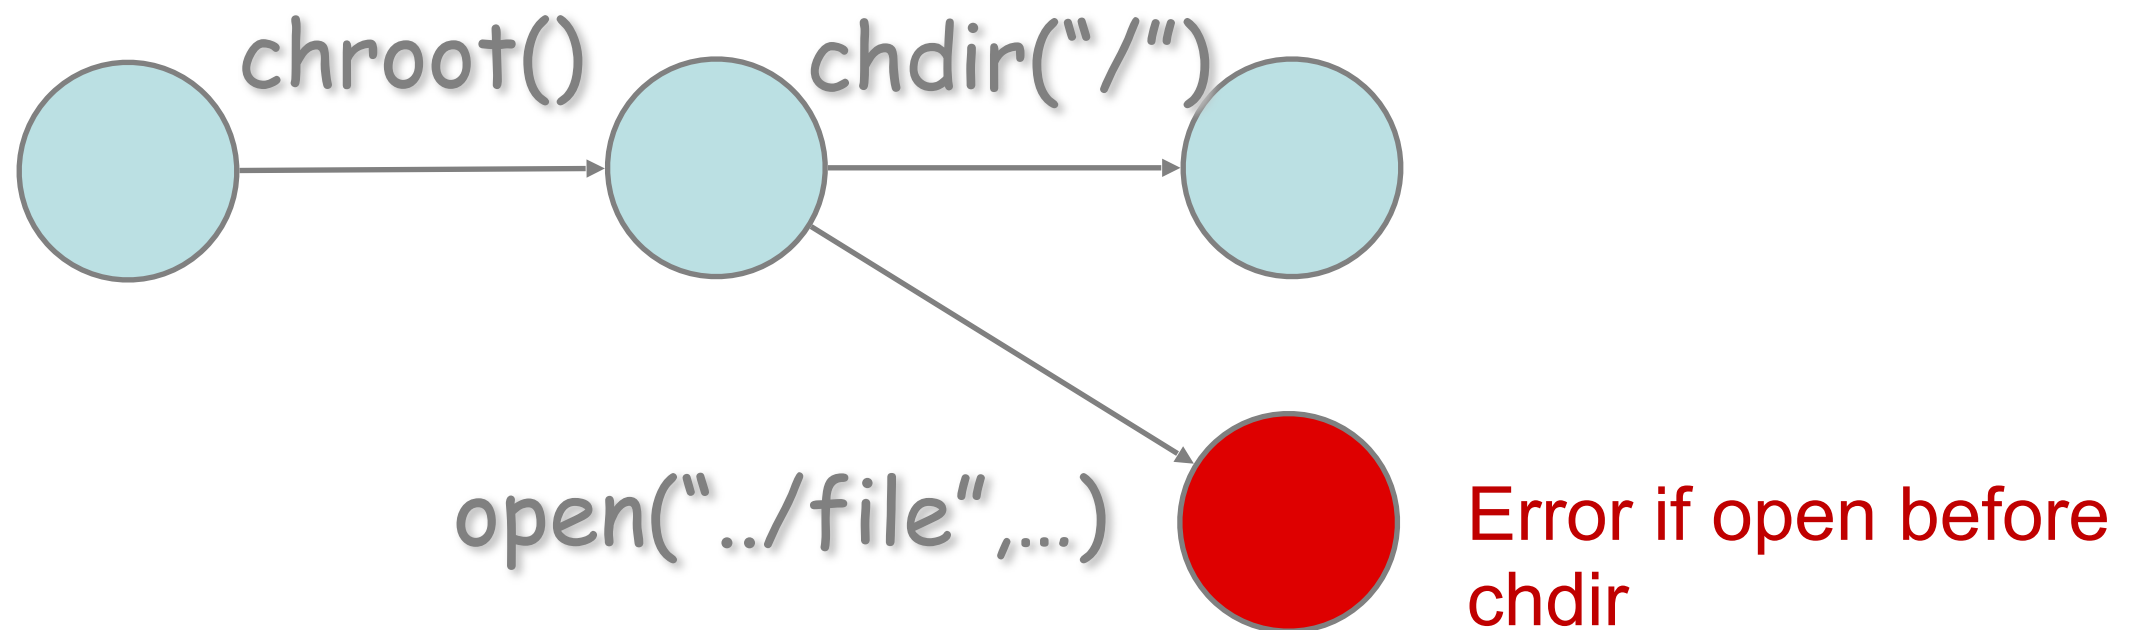 chroot()
chdir(“/”)
open(“../file”,…)
Error if open before
chdir